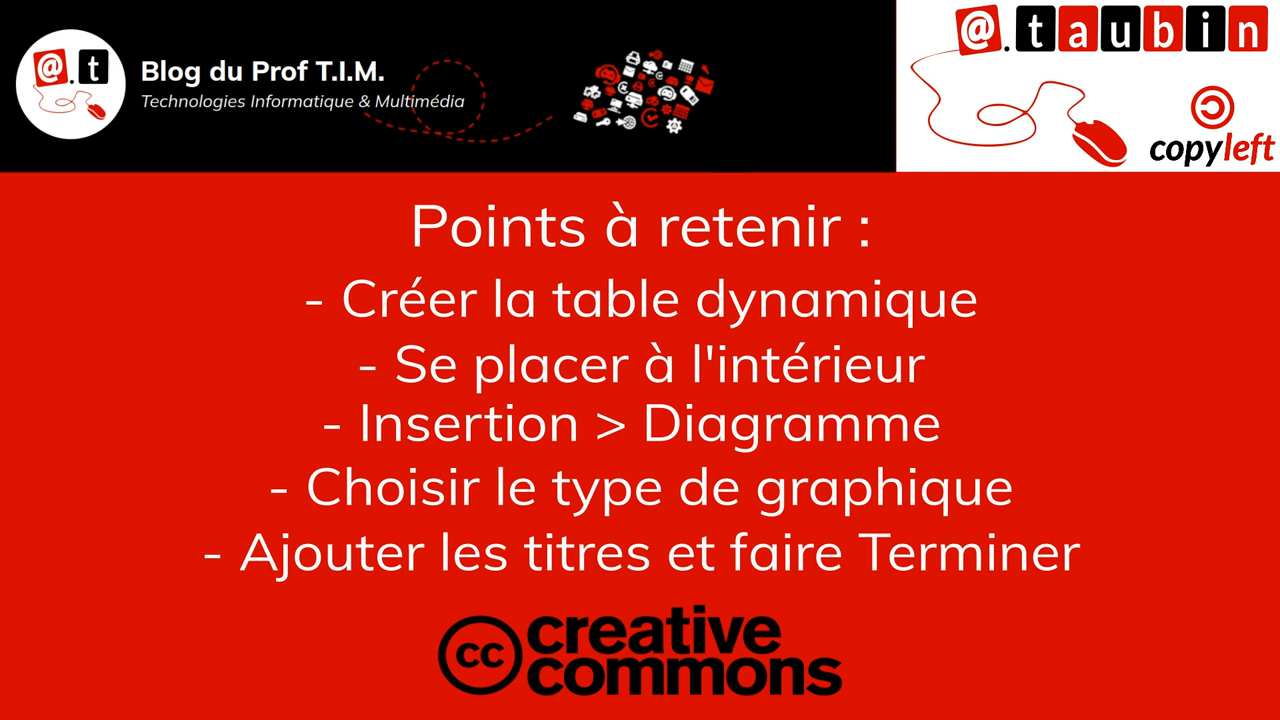 @.t
Blog du Prof T.I.M.
Technologies Informatique & Multimédia
@.taubin
copyleft
Points à retenir :
- Créer la table dynamique
- Se placer à l'intérieur
- Insertion > Diagramme
- Choisir le type de graphique
- Ajouter les titres et faire Terminer
cc creative
commons